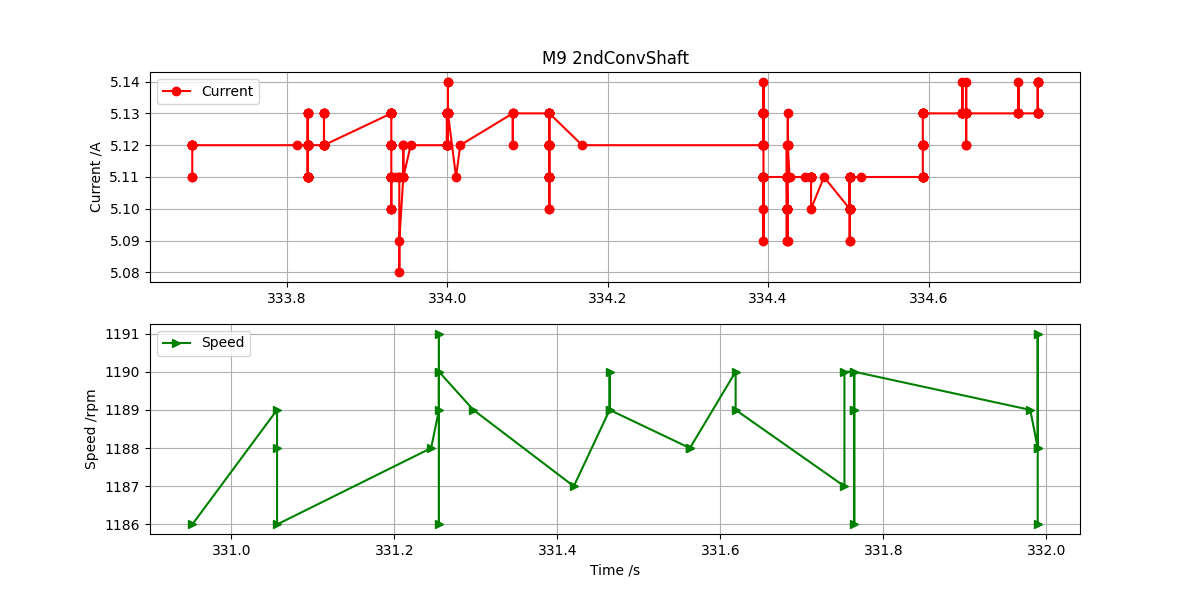 M9 2ndConvShaft
Current
Current /A
5.14
5.13
5.12
5.11
5.10
5.09
5.08
333.8 334.0 334.2 334.4 334.6
Speed
Speed /rpm
1191
1190
1189
1188
1187
1186
331.0 331.2 331.4 331.6 331.8 332.0
Time /s